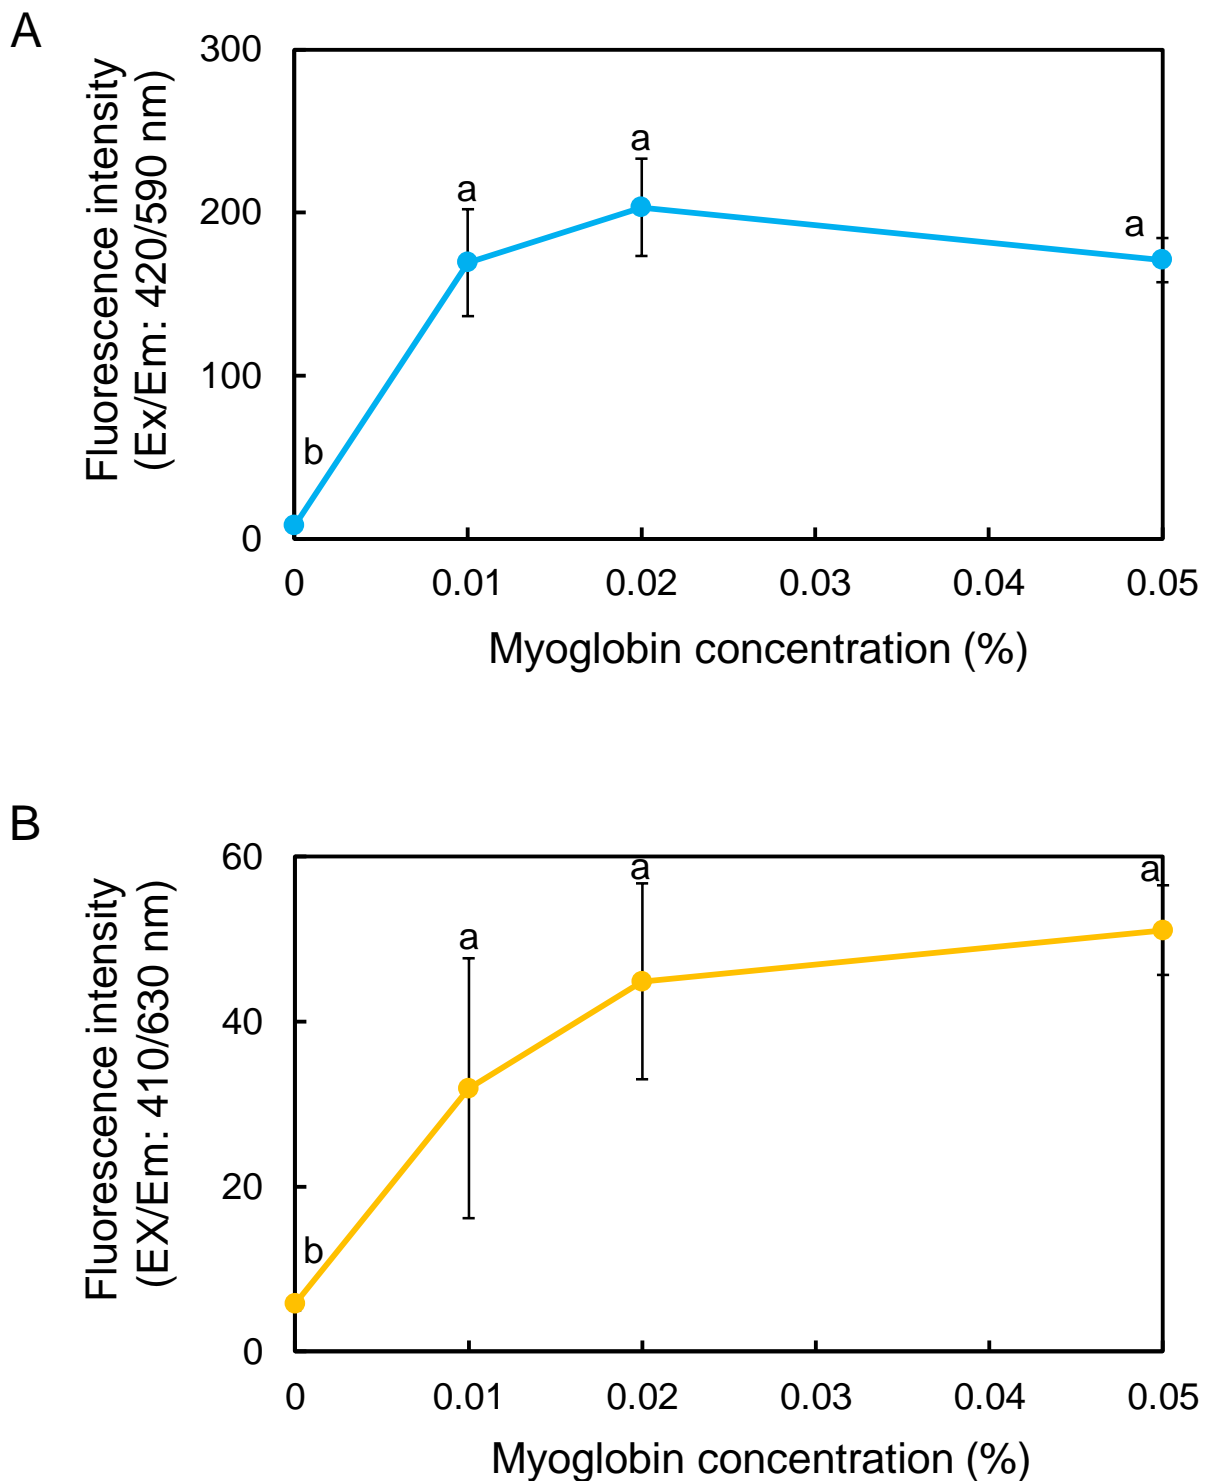 A
Fluorescence intensity
(Ex/Em: 420/590 nm)
300
200
100
0
b
a
a
a
0 0.01 0.02 0.03 0.04 0.05
Myoglobin concentration (%)
B
Fluorescence intensity
(EX/Em: 410/630 nm)
60
40
20
0
b
a
a
a
0 0.01 0.02 0.03 0.04 0.05
Myoglobin concentration (%)